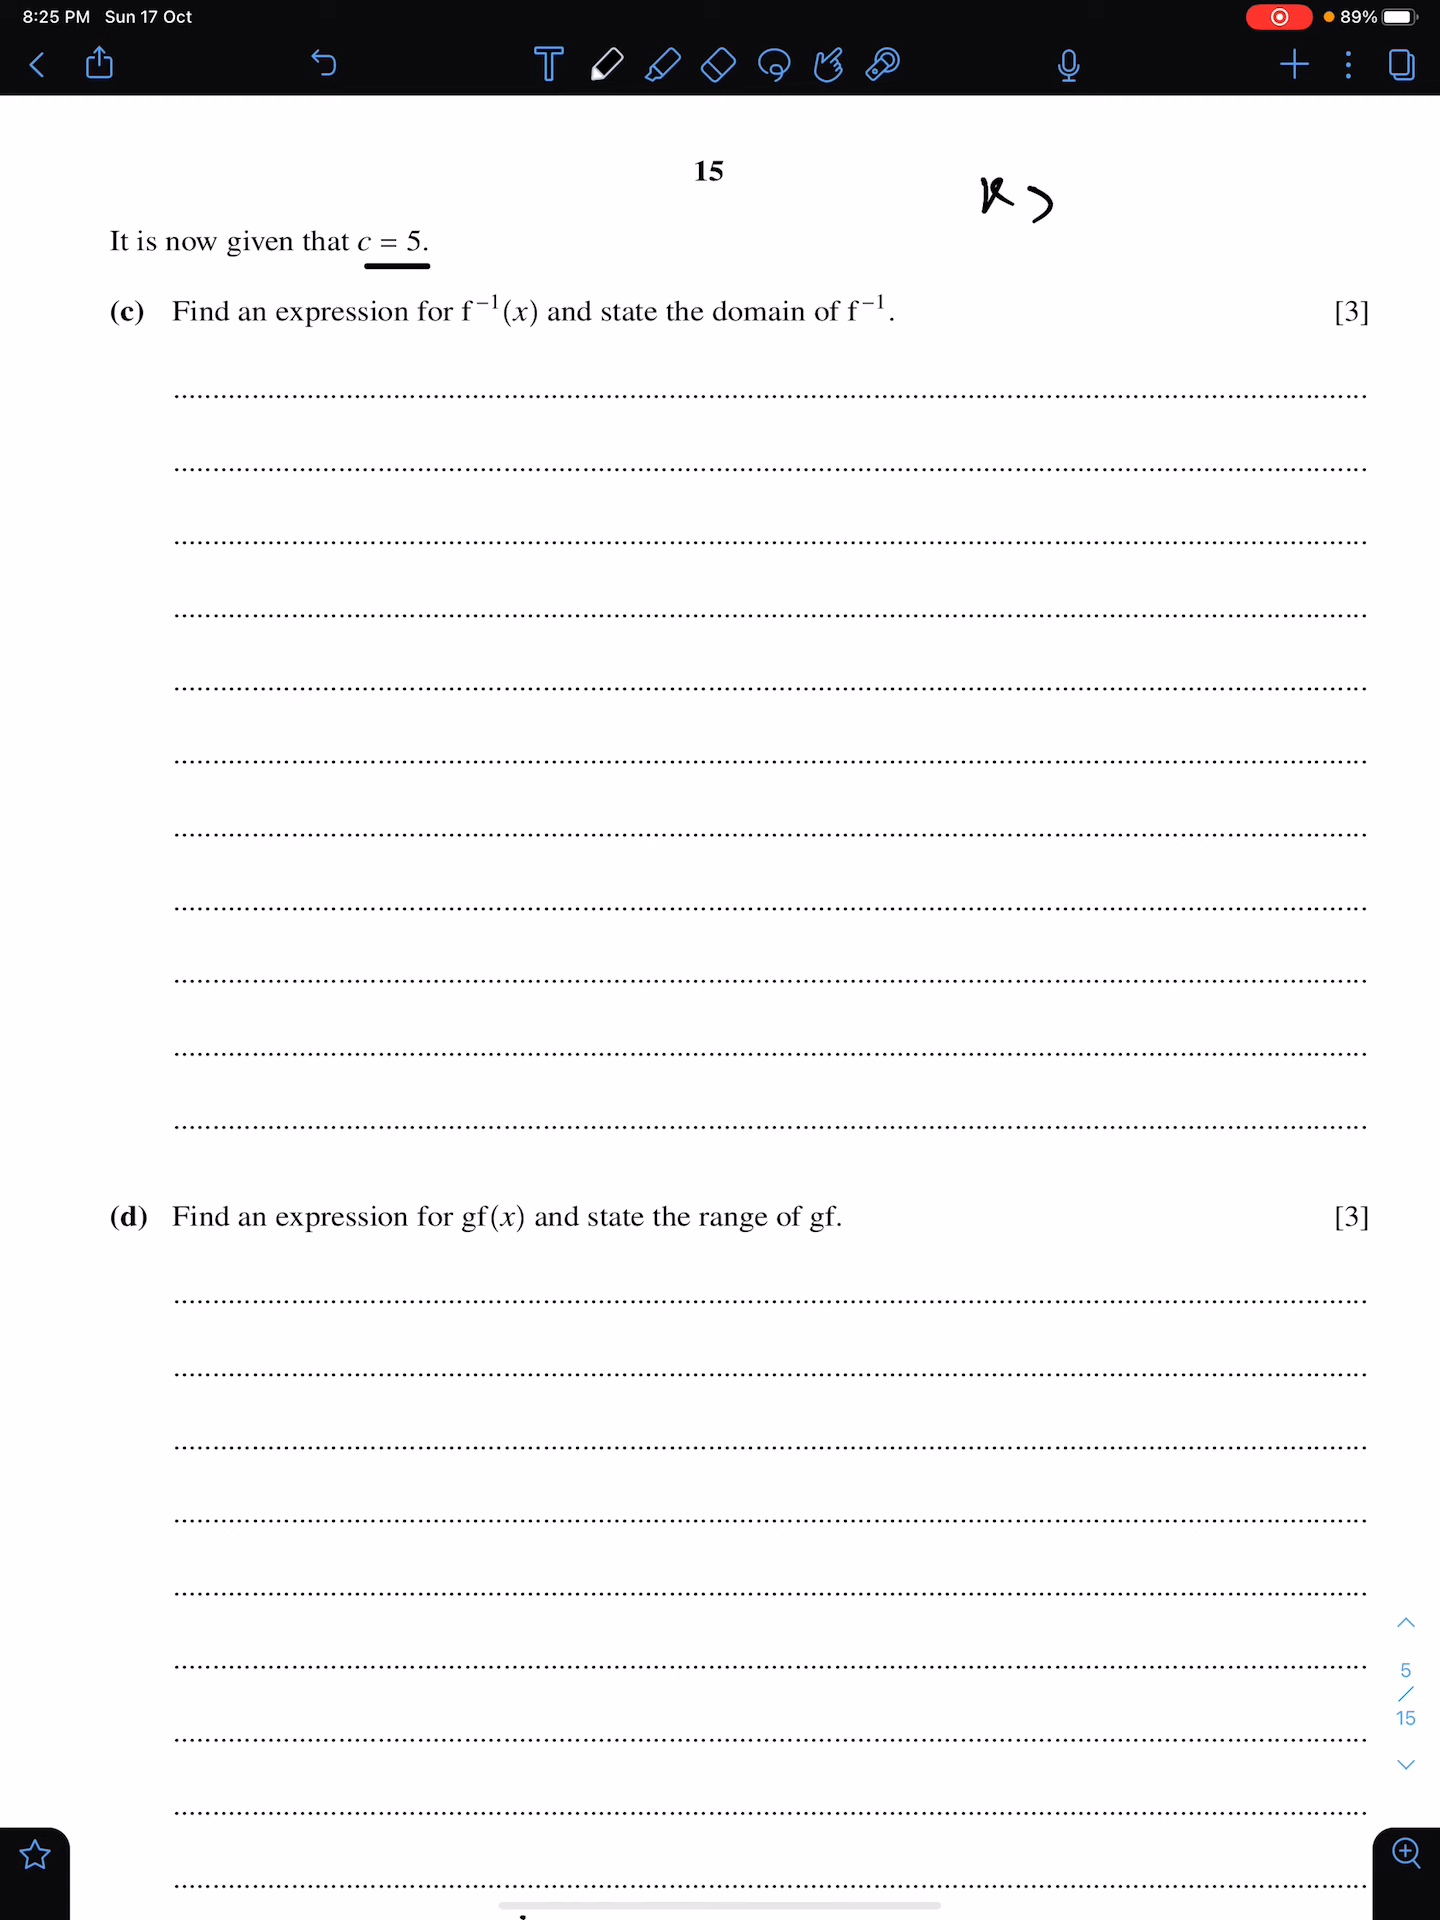 8:25 PM Sun 17 Oct
89%
T
15
x >
It is now given that c = 5.
(c) Find an expression for f⁻¹(x) and state the domain of f⁻¹. [3]
(d) Find an expression for gf(x) and state the range of gf. [3]
5
/
15